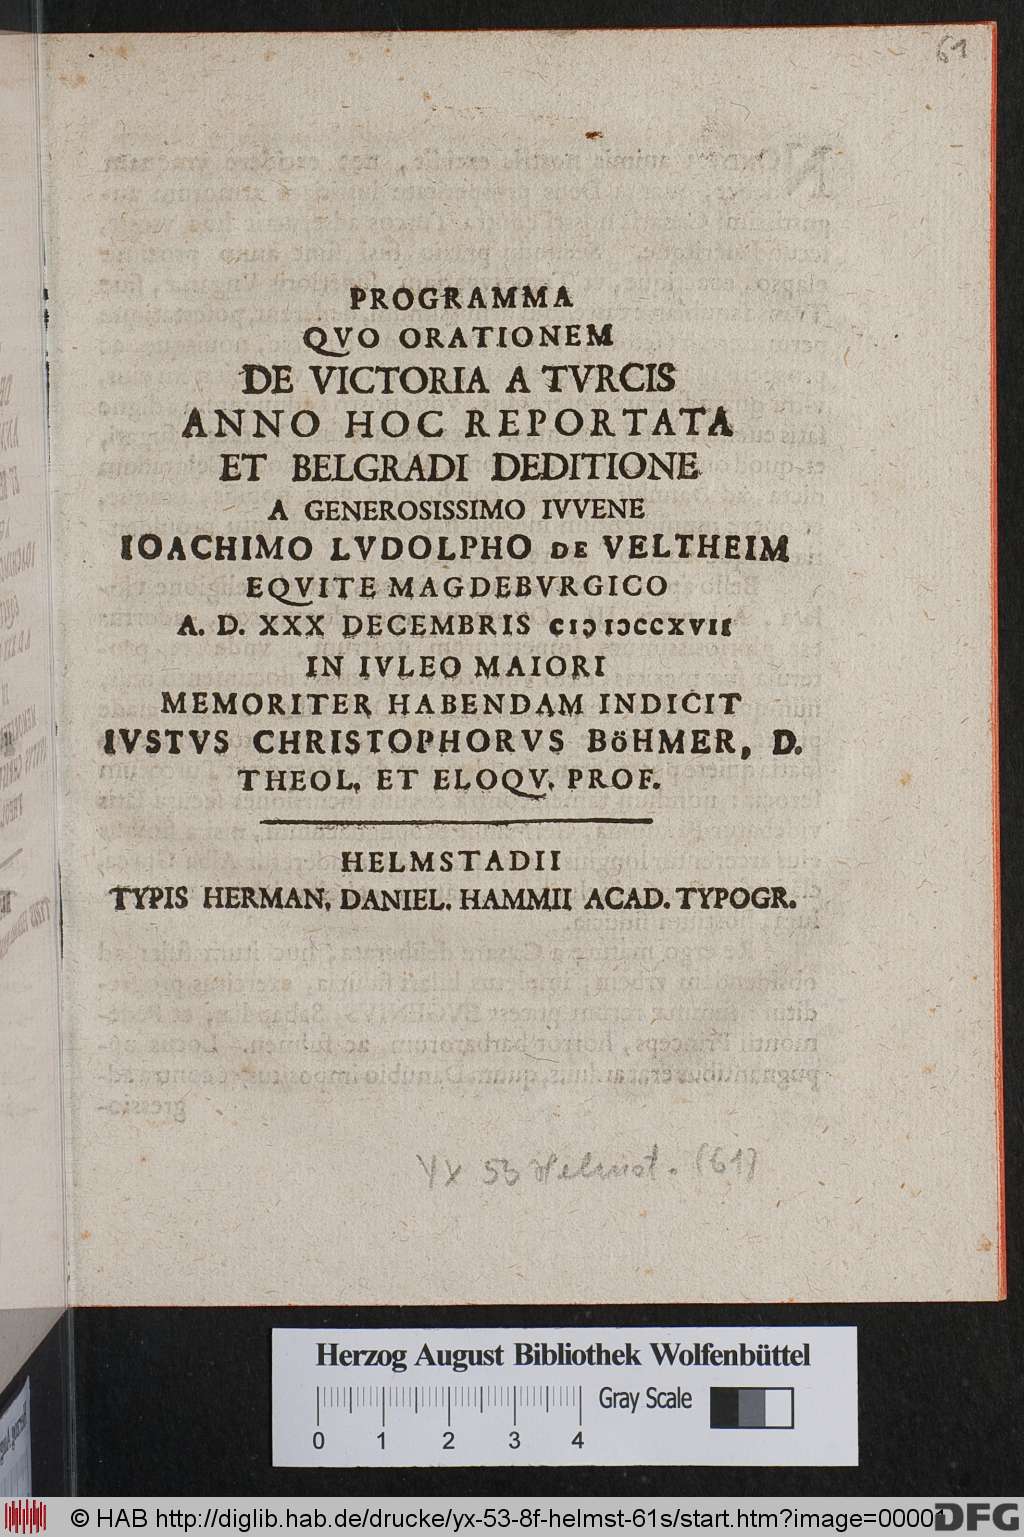 61
PROGRAMMA
QVO ORATIONEM
DE VICTORIA A TVRCIS
ANNO HOC REPORTATA
ET BELGRADI DEDITIONE
A GENEROSISSIMO IVVENE
IOACHIMO LVDOLPHO DE VELTHEIM
EQVITE MAGDEBVRGICO
A. D. XXX DECEMBRIS CIↃIↃCCXVII
IN IVLEO MAIORI
MEMORITER HABENDAM INDICIT
IVSTVS CHRISTOPHORVS BöHMER, D.
THEOL. ET ELOQV. PROF.
HELMSTADII
TYPIS HERMAN. DANIEL. HAMMII ACAD. TYPOGR.
Yx 53 Helmst. (61)
Herzog August Bibliothek Wolfenbüttel
Gray Scale
0 1 2 3 4
© HAB http://diglib.hab.de/drucke/yx-53-8f-helmst-61s/start.htm?image=00001
DFG